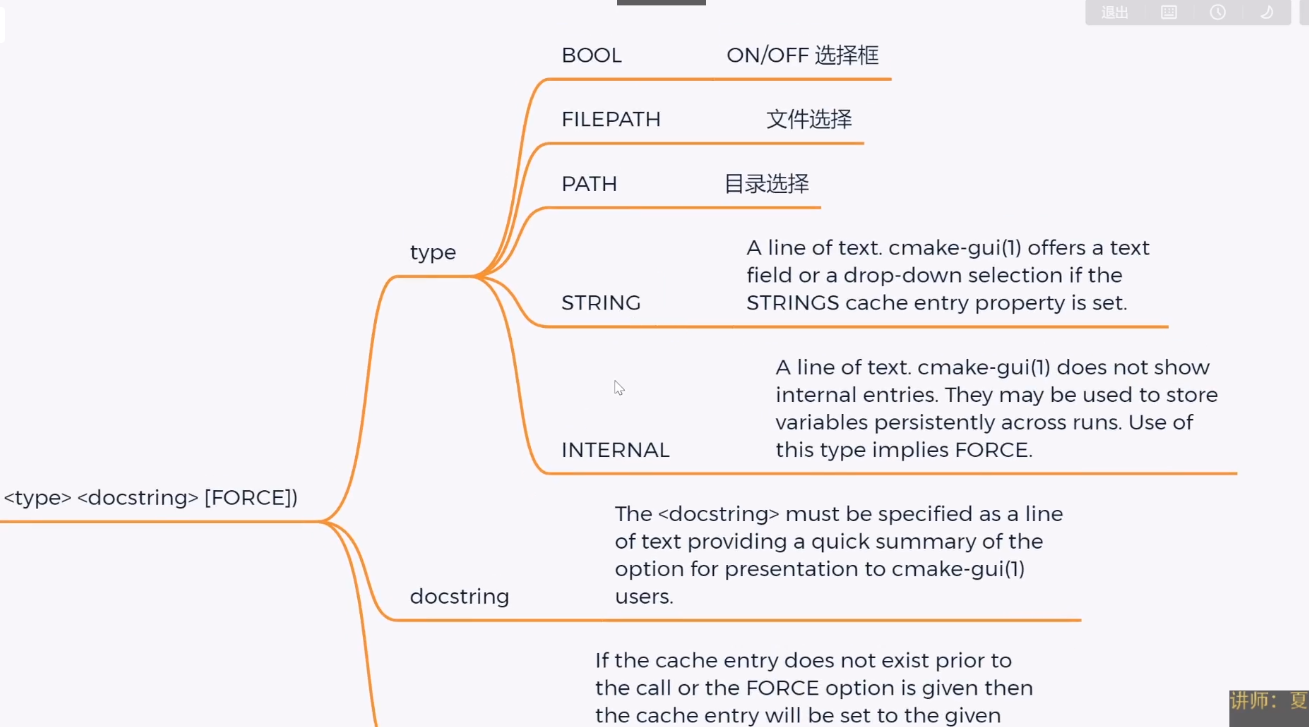 退出
BOOL ON/OFF 选择框
FILEPATH 文件选择
PATH 目录选择
type
A line of text. cmake-gui(1) offers a text
field or a drop-down selection if the
STRING STRINGS cache entry property is set.
A line of text. cmake-gui(1) does not show
internal entries. They may be used to store
variables persistently across runs. Use of
INTERNAL this type implies FORCE.
<type> <docstring> [FORCE])
The <docstring> must be specified as a line
of text providing a quick summary of the
option for presentation to cmake-gui(1)
docstring users.
If the cache entry does not exist prior to
the call or the FORCE option is given then
the cache entry will be set to the given
讲师：夏